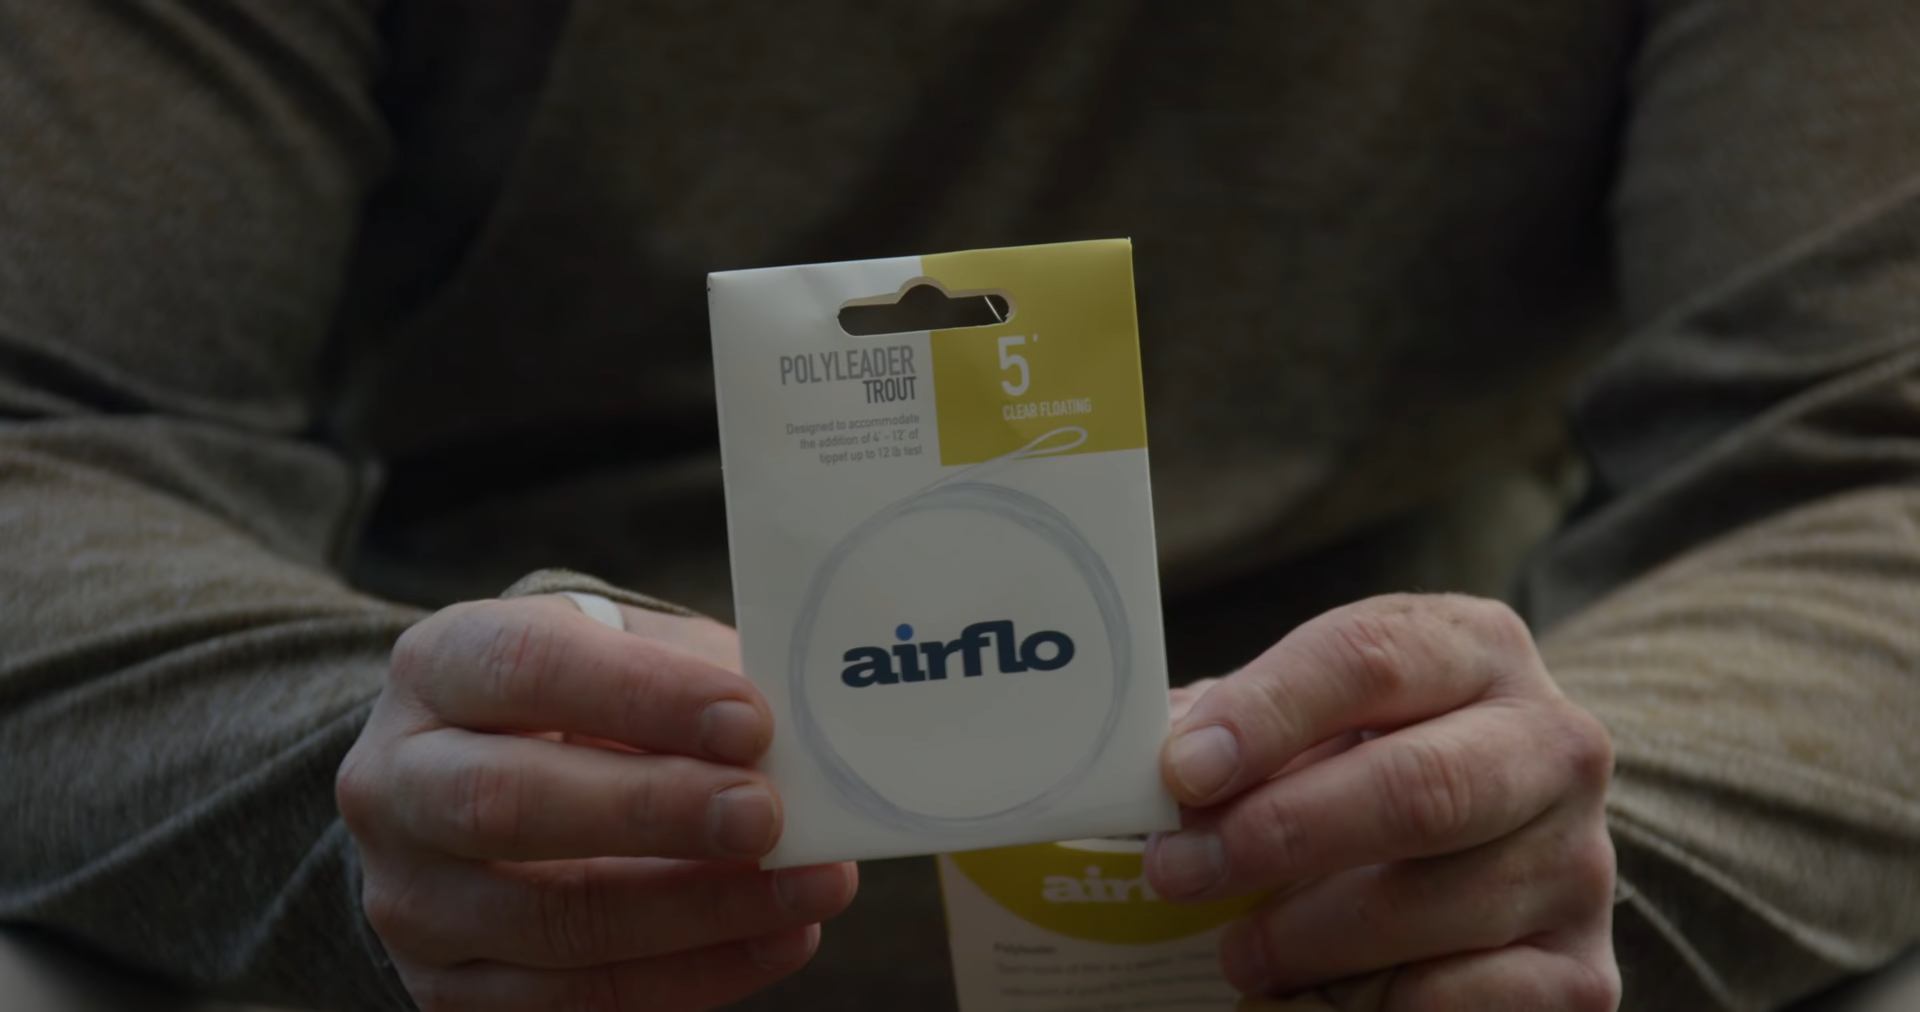 POLYLEADER
TROUT
Designed to accommodate
the addition of 4' - 12' of
tippet up to 12 lb test
5'
CLEAR FLOATING
airflo
Polyleader